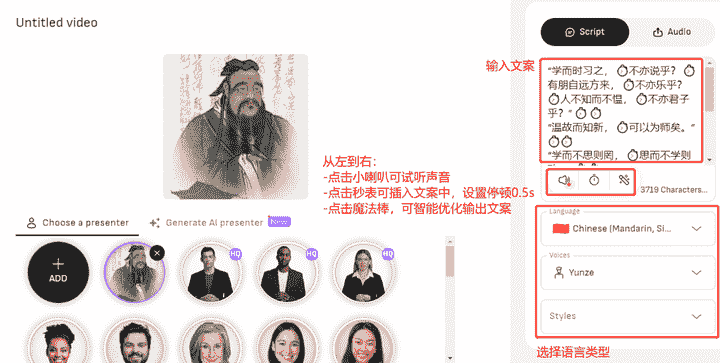 Untitled video
Script
Audio
输入文案
“学而时习之，不亦说乎？
有朋自远方来，不亦乐乎？
人不知而不愠，不亦君子
乎？”
“温故而知新，可以为师矣。”
“学而不思则罔，思而不学则
3719 Characters...
从左到右：
-点击小喇叭可试听声音
-点击秒表可插入文案中，设置停顿0.5s
-点击魔法棒，可智能优化输出文案
Choose a presenter
Generate AI presenter
New
ADD
HQ
HQ
HQ
Language
Chinese (Mandarin, Si...
Voices
Yunze
Styles
选择语言类型